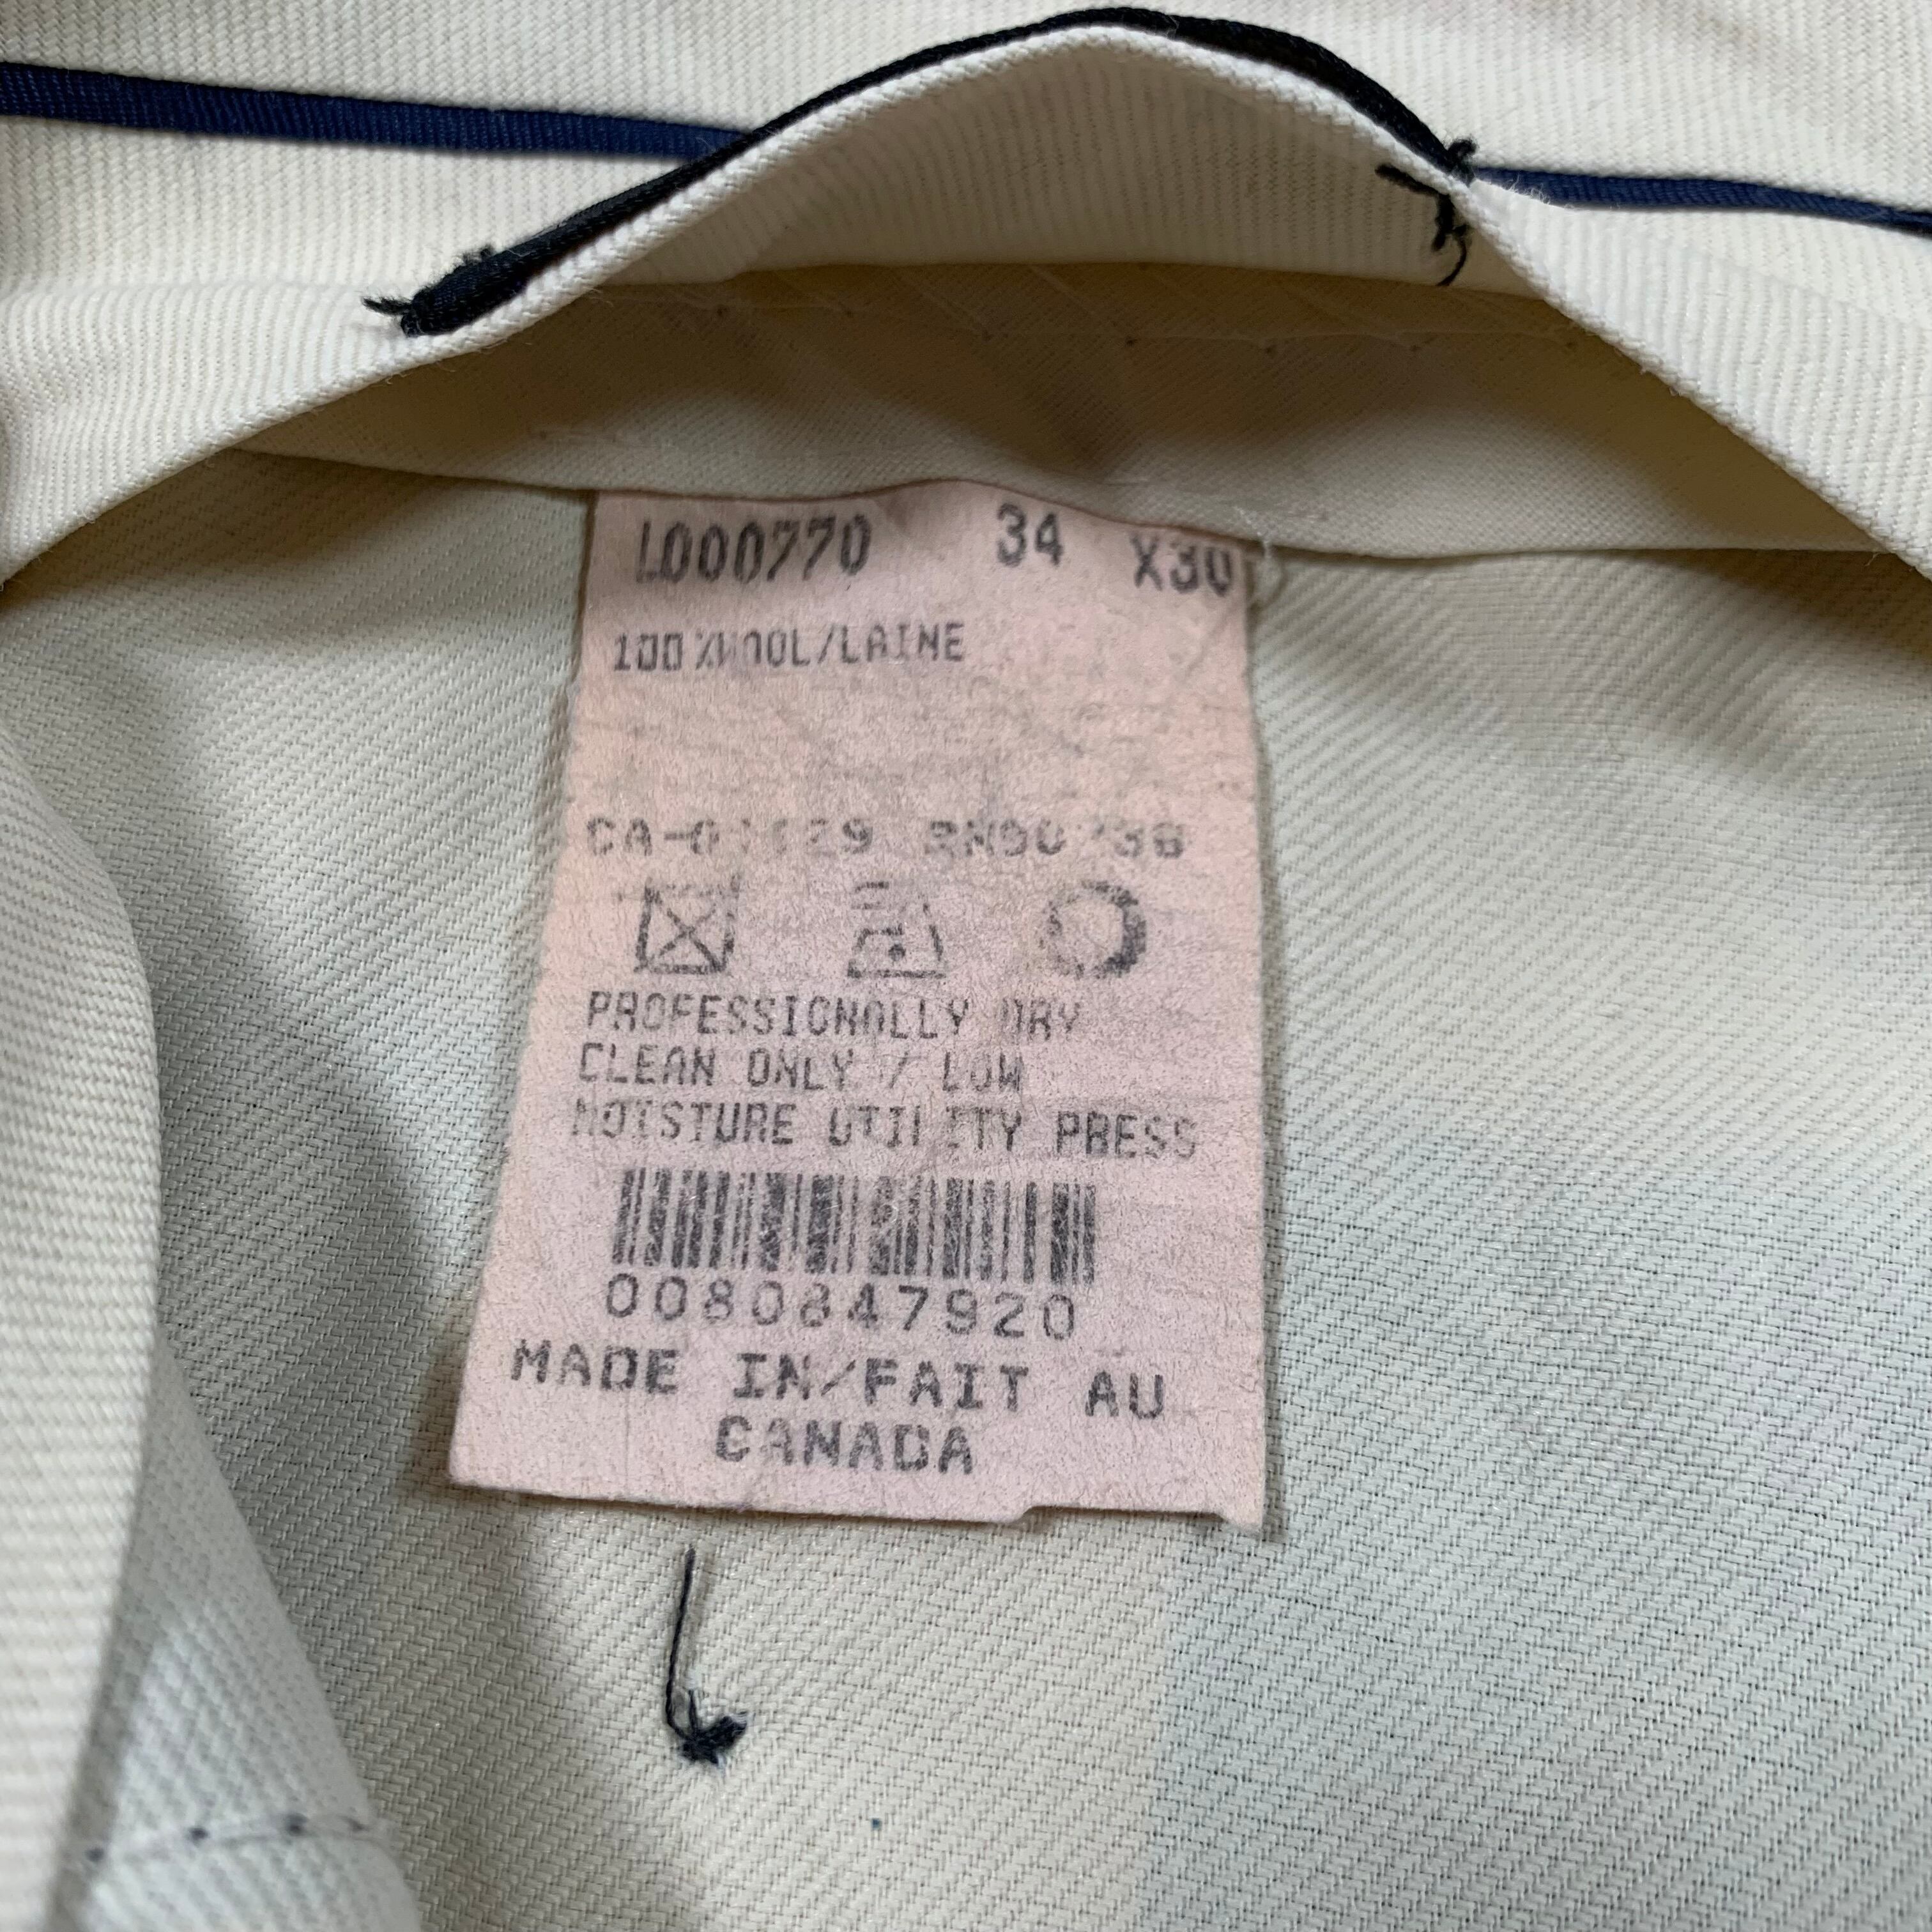 L000770 34 X30
100%WOOL/LAINE
PROFESSIONALLY DRY
CLEAN ONLY / LOW
MOISTURE UTILITY PRESS
0080847920
MADE IN/FAIT AU
CANADA